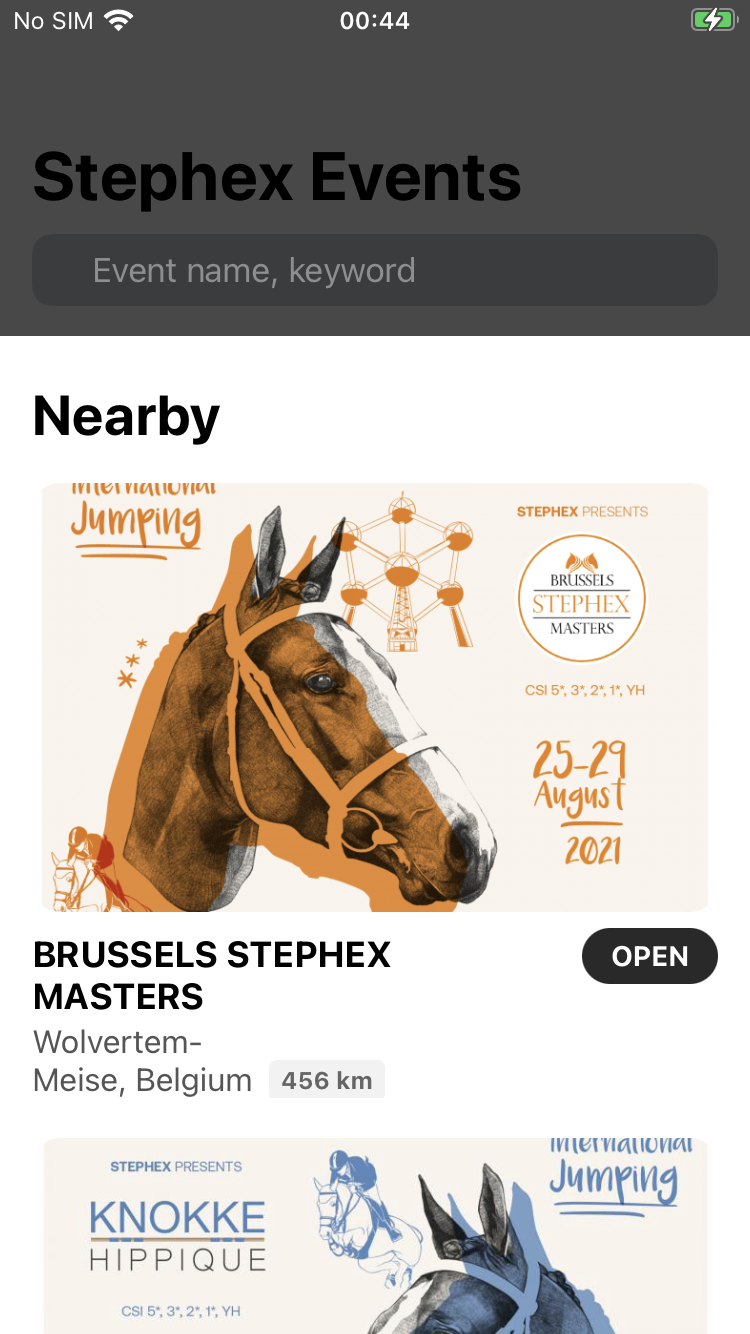 No SIM 00:44
Stephex Events
Event name, keyword
Nearby
International
Jumping
STEPHEX PRESENTS
BRUSSELS
STEPHEX
MASTERS
CSI 5*, 3*, 2*, 1*, YH
25-29
August
2021
BRUSSELS STEPHEX
MASTERS
OPEN
Wolvertem-
Meise, Belgium 456 km
International
Jumping
STEPHEX PRESENTS
KNOKKE
HIPPIQUE
CSI 5*, 3*, 2*, 1*, YH